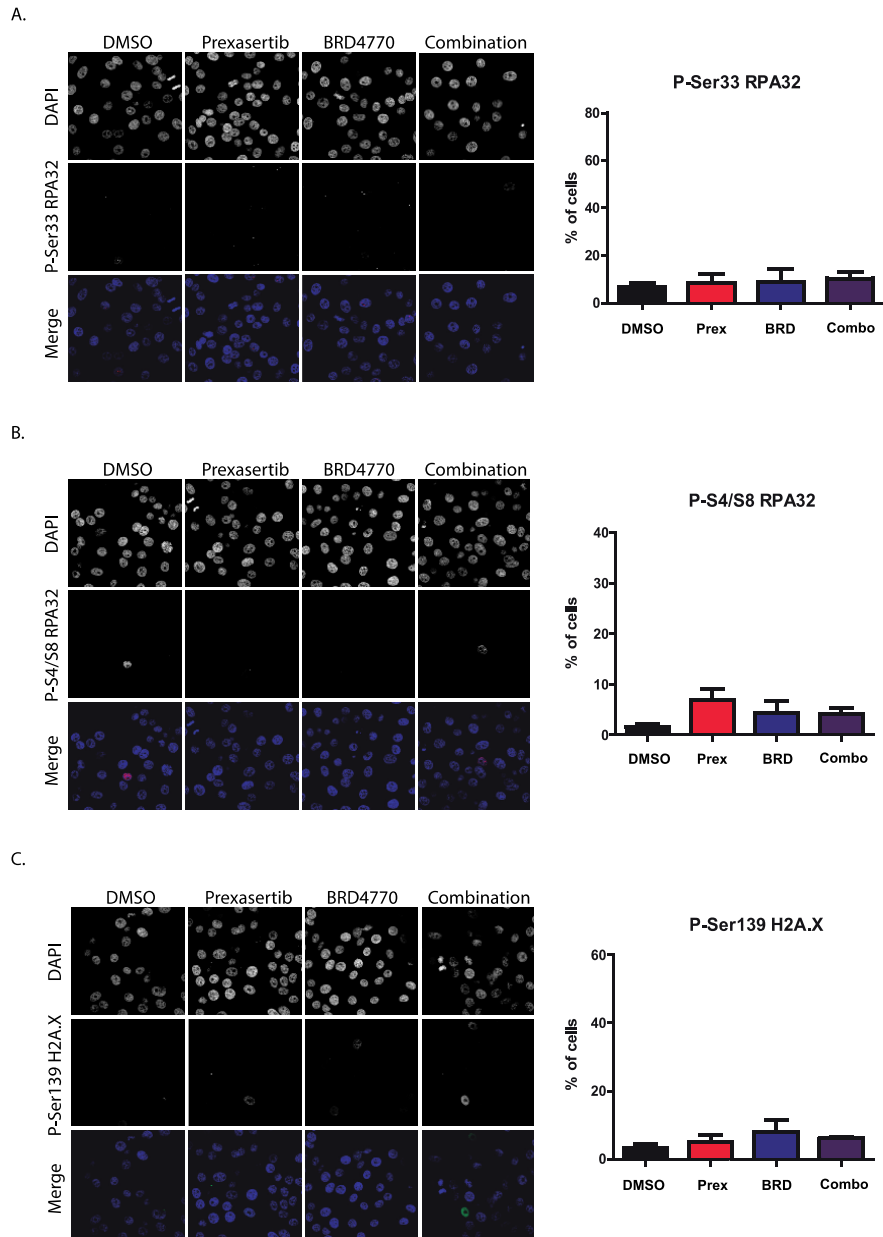 A.
DMSO Prexasertib BRD4770 Combination
DAPI
P-Ser33 RPA32
Merge
P-Ser33 RPA32
% of cells
80
60
40
20
0
DMSO Prex BRD Combo
B.
DMSO Prexasertib BRD4770 Combination
DAPI
P-S4/S8 RPA32
Merge
P-S4/S8 RPA32
% of cells
40
30
20
10
0
DMSO Prex BRD Combo
C.
DMSO Prexasertib BRD4770 Combination
DAPI
P-Ser139 H2A.X
Merge
P-Ser139 H2A.X
% of cells
60
40
20
0
DMSO Prex BRD Combo